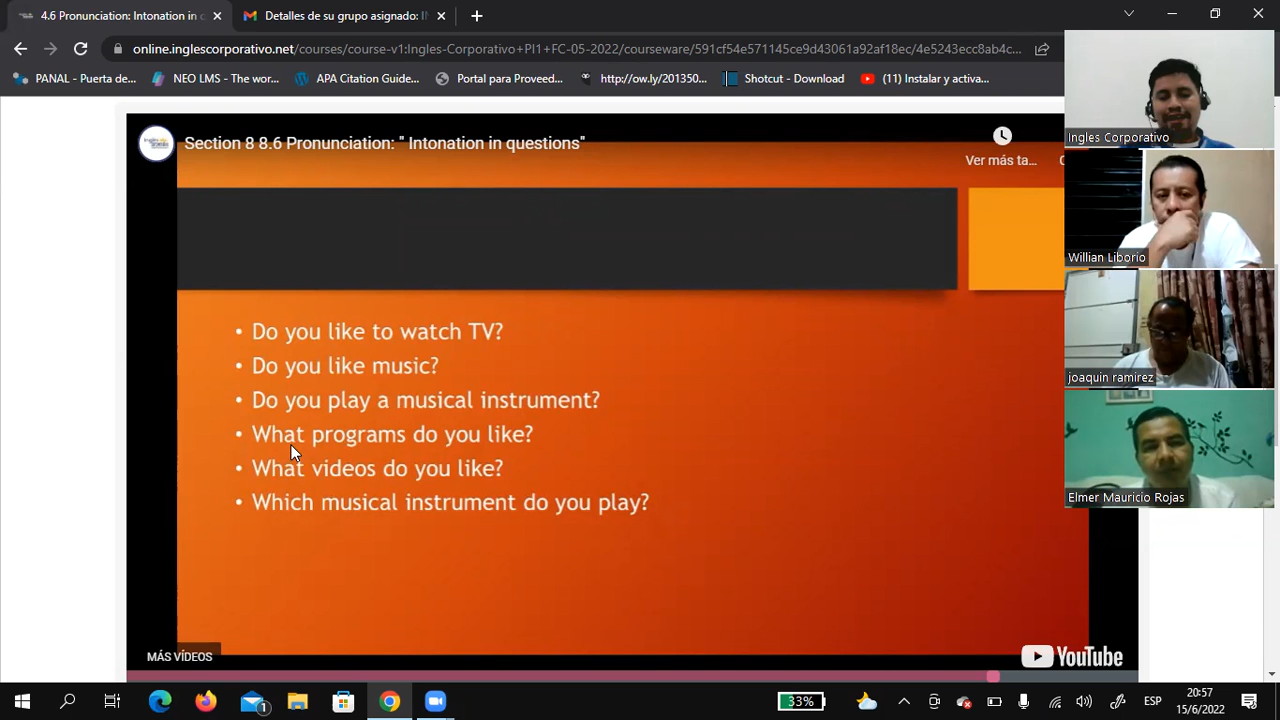 4.6 Pronunciation: Intonation in c
Detalles de su grupo asignado: I
online.inglescorporativo.net/courses/course-v1:Ingles-Corporativo+PI1+FC-05-2022/courseware/591cf54e571145ce9d43061a92af18ec/4e5243ecc8ab4c...
PANAL - Puerta de...
NEO LMS - The wor...
APA Citation Guide...
Portal para Proveed...
http://ow.ly/201350...
Shotcut - Download
(11) Instalar y activa...
Section 8 8.6 Pronunciation: " Intonation in questions"
Ver más ta...
• Do you like to watch TV?
• Do you like music?
• Do you play a musical instrument?
• What programs do you like?
• What videos do you like?
• Which musical instrument do you play?
MÁS VÍDEOS
YouTube
Ingles Corporativo
Willian Liborio
joaquin ramirez
Elmer Mauricio Rojas
1
33%
ESP
20:57
15/6/2022